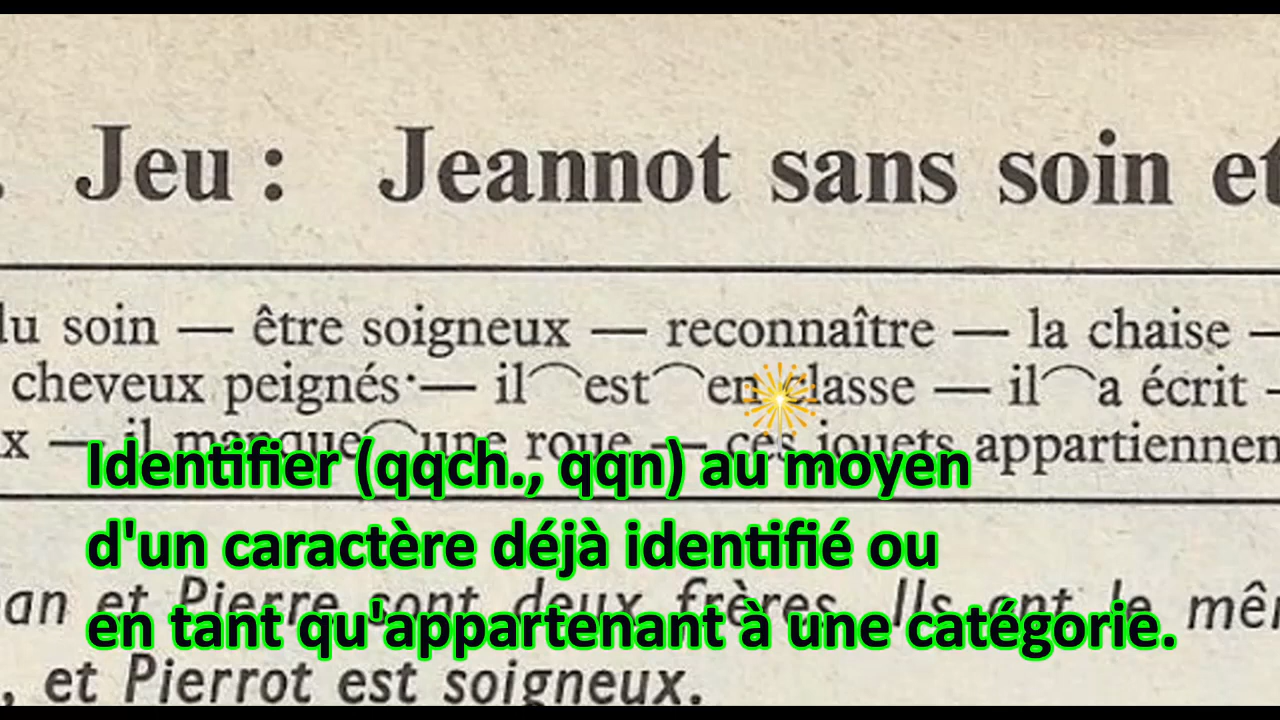 . Jeu : Jeannot sans soin et
du soin — être soigneux — reconnaître — la chaise —
cheveux peignés — il⁀est⁀en classe — il⁀a écrit -
x — il manque⁀une roue — ces jouets appartiennen
Identifier (qqch., qqn) au moyen
d'un caractère déjà identifié ou
an et Pierre sont deux frères. Ils ont le mê
en tant qu'appartenant à une catégorie.
, et Pierrot est soigneux.